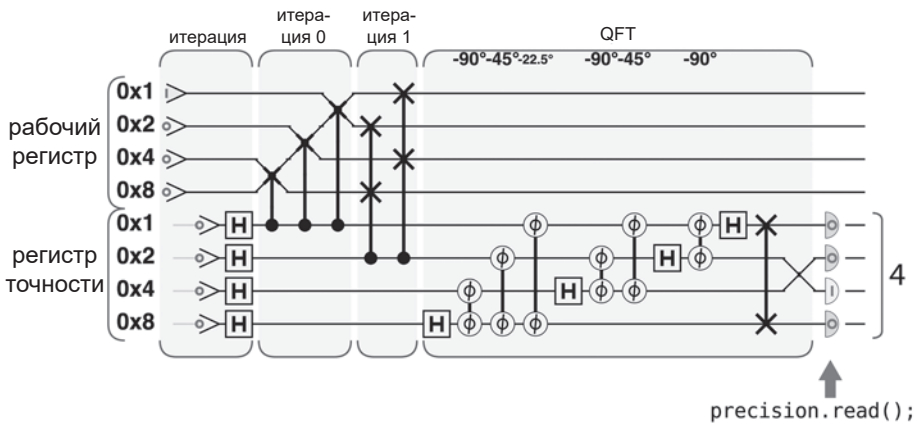 итерация
итера-
ция 0
итера-
ция 1
QFT
-90°-45°-22.5° -90°-45° -90°
рабочий
регистр
0x1
0x2
0x4
0x8
регистр
точности
0x1 H H
0x2 H H
0x4 H H
0x8 H H
4
precision.read();